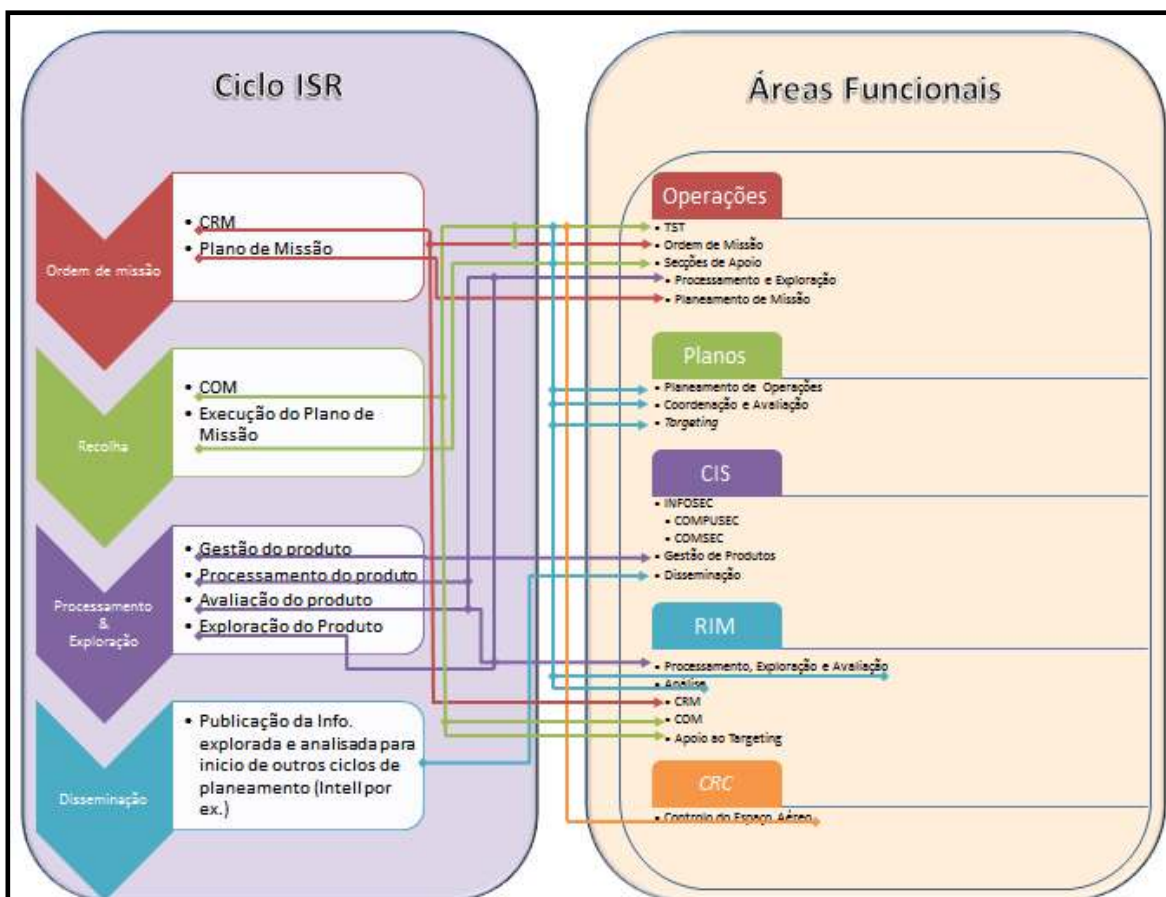 Ciclo ISR
Ordem de missão
• CRM
• Plano de Missão
Recolha
• COM
• Execução do Plano de
Missão
Processamento
&
Exploração
• Gestão do produto
• Processamento do produto
• Avaliação do produto
• Exploração do Produto
Disseminação
• Publicação da Info.
explorada e analisada para
inicio de outros ciclos de
planeamento (Intell por
ex.)
Áreas Funcionais
Operações
• TST
• Ordem de Missão
• Secções de Apoio
• Processamento e Exploração
• Planeamento de Missão
Planos
• Planeamento de Operações
• Coordenação e Avaliação
• Targeting
CIS
• INFOSEC
• COMPUSEC
• COMSEC
• Gestão de Produtos
• Disseminação
RIM
• Processamento, Exploração e Avaliação
• Análise
• CRM
• COM
• Apoio ao Targeting
CRC
• Controlo do Espaço Aéreo